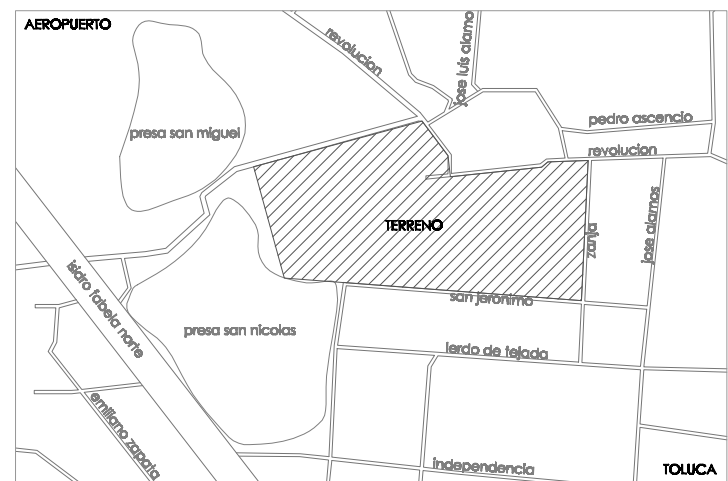 AEROPUERTO
revolucion
jose luis alamo
presa san miguel
pedro ascencio
revolucion
TERRENO
zanja
jose alamos
isidro fabela norte
san jeronimo
presa san nicolas
lerdo de tejada
emiliano zapata
independencia
TOLUCA